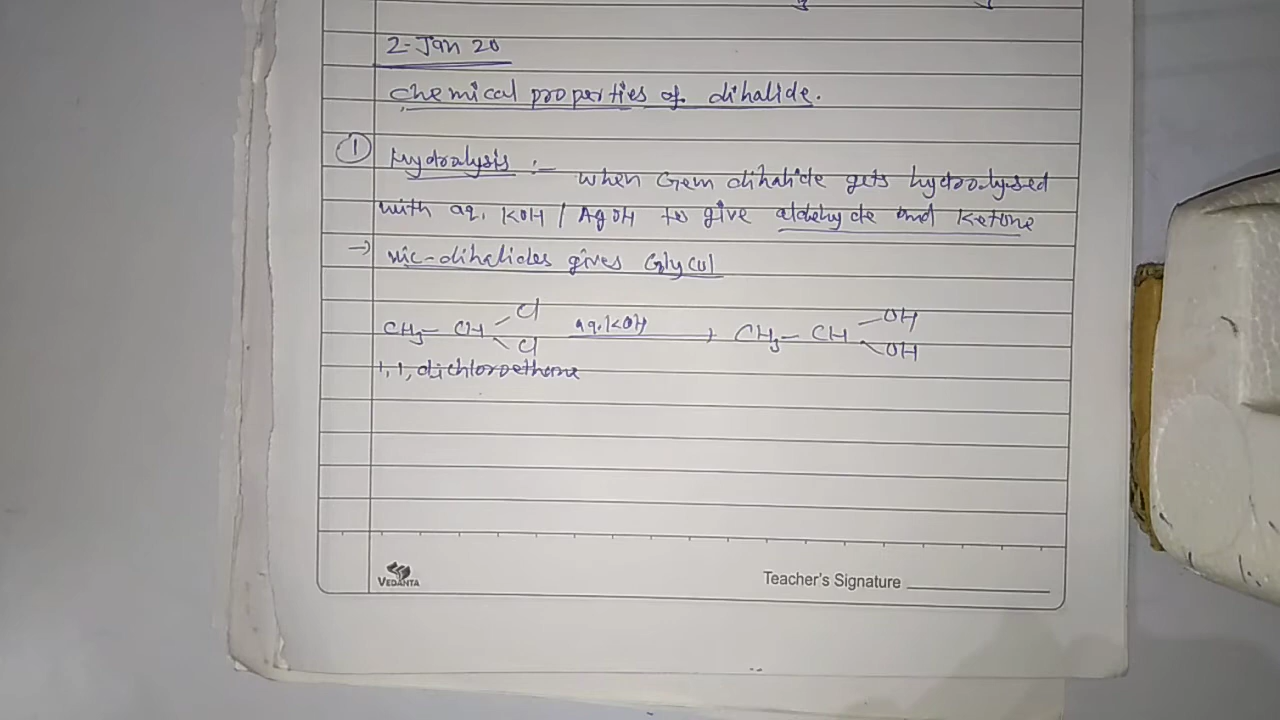 2-Jan 20
Chemical properties of dihalide.
① Hydrolysis :- when Gem dihalide gets hydrolysed
with aq. KOH / AgOH to give aldehyde and Ketone
→ vic-dihalides gives Glycol
CH3- CH Cl Cl aq.KOH → CH3- CH OH OH
1,1, dichloroethane
VEDANTA
Teacher's Signature